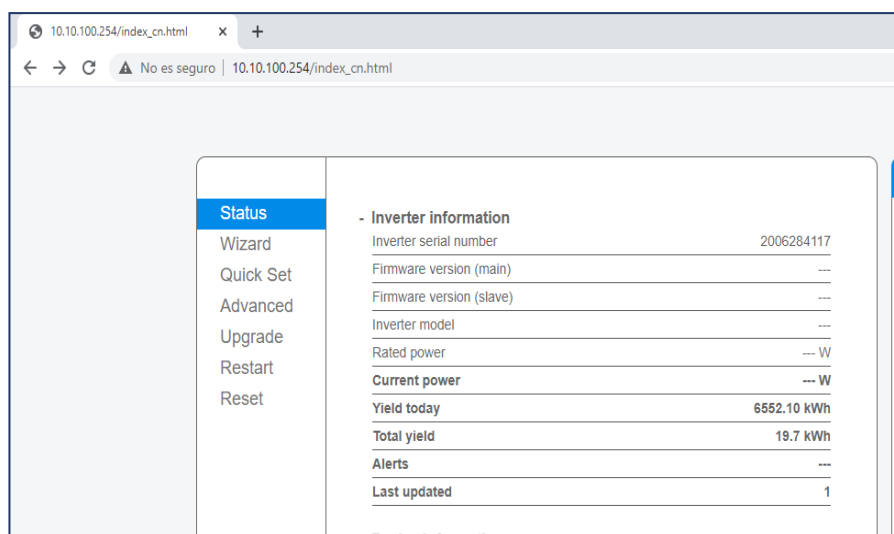 10.10.100.254/index_cn.html
No es seguro | 10.10.100.254/index_cn.html
Status
Wizard
Quick Set
Advanced
Upgrade
Restart
Reset
- Inverter information
Inverter serial number 2006284117
Firmware version (main) ---
Firmware version (slave) ---
Inverter model ---
Rated power --- W
Current power --- W
Yield today 6552.10 kWh
Total yield 19.7 kWh
Alerts ---
Last updated 1